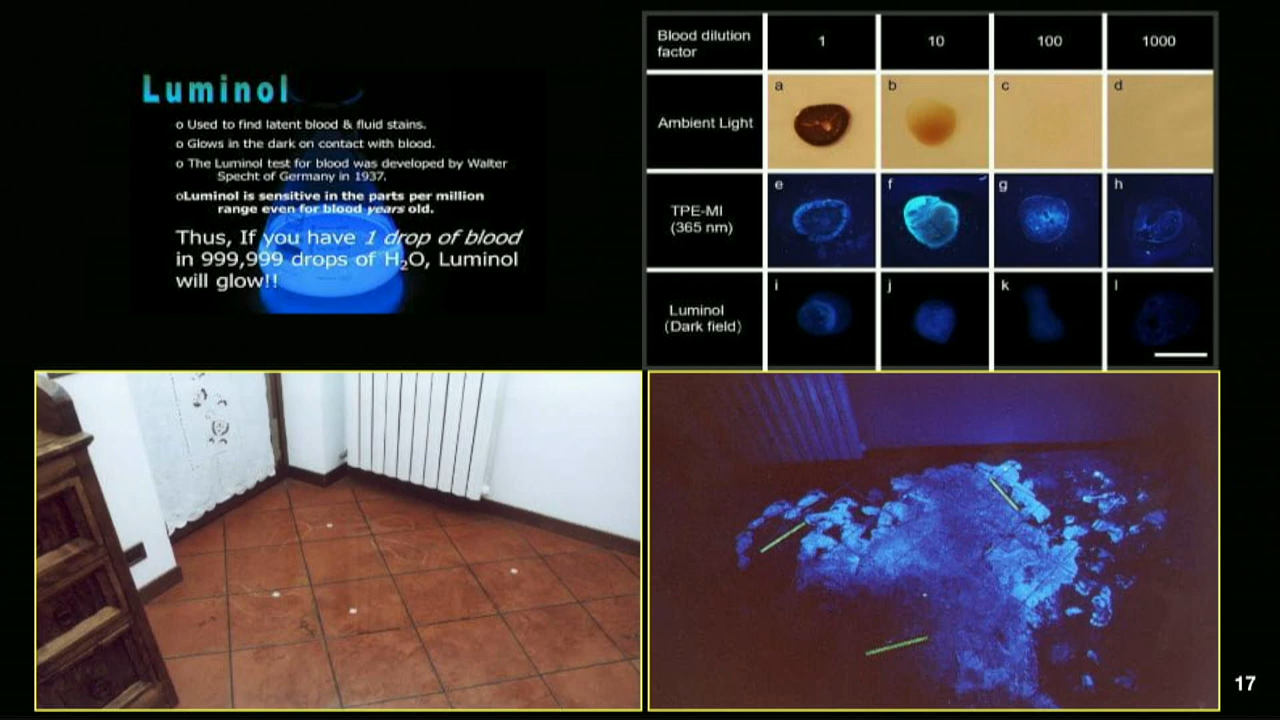 Luminol
o Used to find latent blood & fluid stains.
o Glows in the dark on contact with blood.
o The Luminol test for blood was developed by Walter
Specht of Germany in 1937.
oLuminol is sensitive in the parts per million
range even for blood years old.
Thus, If you have 1 drop of blood
in 999,999 drops of H₂O, Luminol
will glow!!
Blood dilution
factor
1
10
100
1000
Ambient Light
a
b
c
d
TPE-MI
(365 nm)
e
f
g
h
Luminol
(Dark field)
i
j
k
l
17